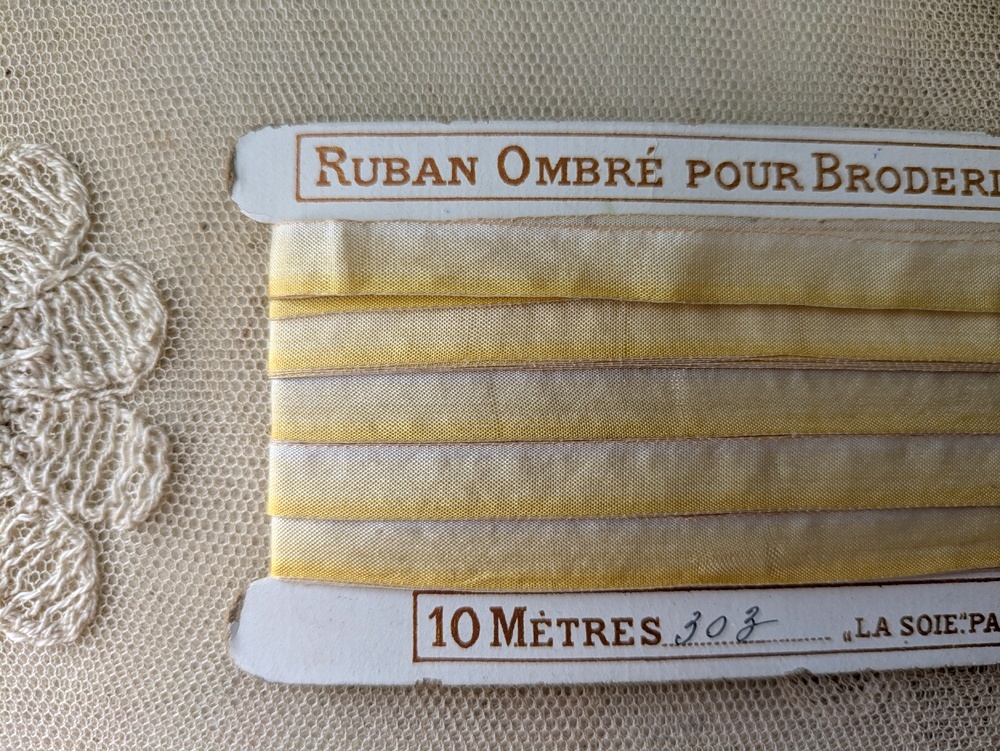 RUBAN OMBRÉ POUR BRODERI
10 MÈTRES 303 „LA SOIE“ PA